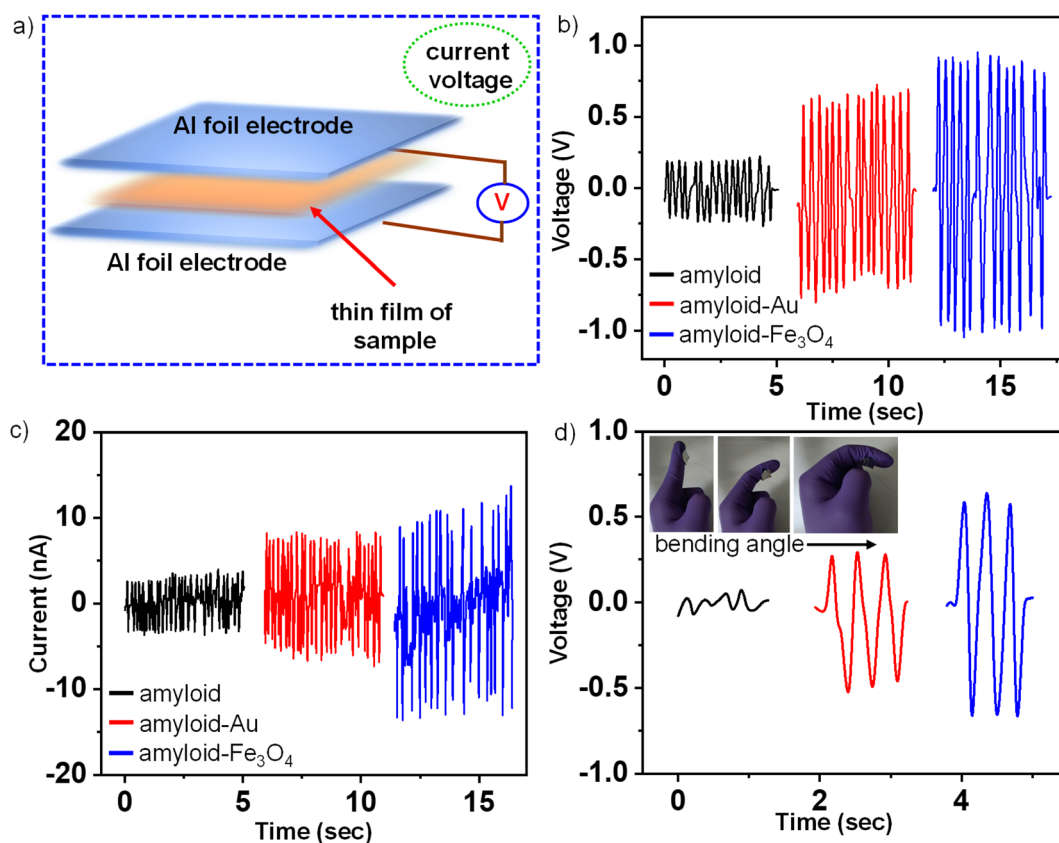 a)
current
voltage
Al foil electrode
V
Al foil electrode
thin film of
sample
b)
1.0
0.5
0.0
-0.5
-1.0
Voltage (V)
amyloid
amyloid-Au
amyloid-Fe₃O₄
0 5 10 15
Time (sec)
c)
20
10
0
-10
-20
Current (nA)
amyloid
amyloid-Au
amyloid-Fe₃O₄
0 5 10 15
Time (sec)
d)
1.0
0.5
0.0
-0.5
-1.0
Voltage (V)
bending angle
0 2 4
Time (sec)